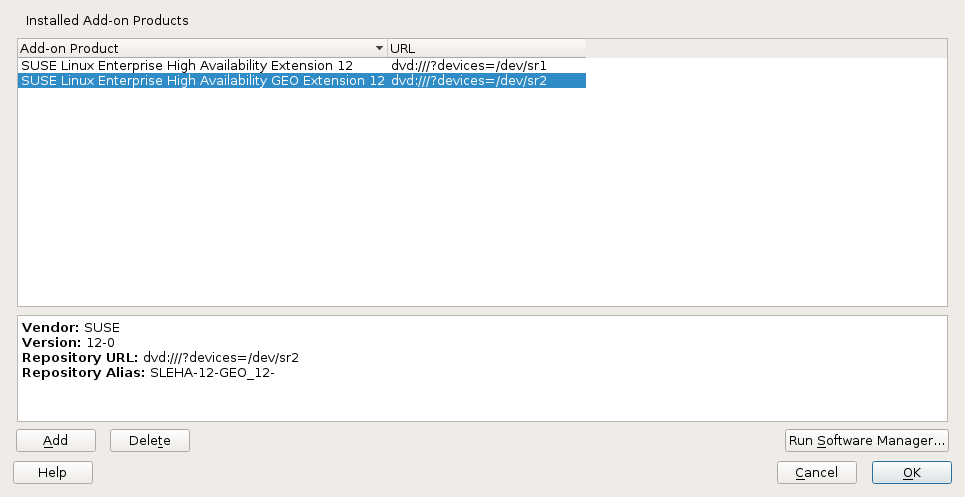 Installed Add-on Products
Add-on Product URL
SUSE Linux Enterprise High Availability Extension 12 dvd:///?devices=/dev/sr1
SUSE Linux Enterprise High Availability GEO Extension 12 dvd:///?devices=/dev/sr2
Vendor: SUSE
Version: 12-0
Repository URL: dvd:///?devices=/dev/sr2
Repository Alias: SLEHA-12-GEO_12-
Add Delete Run Software Manager...
Help Cancel OK